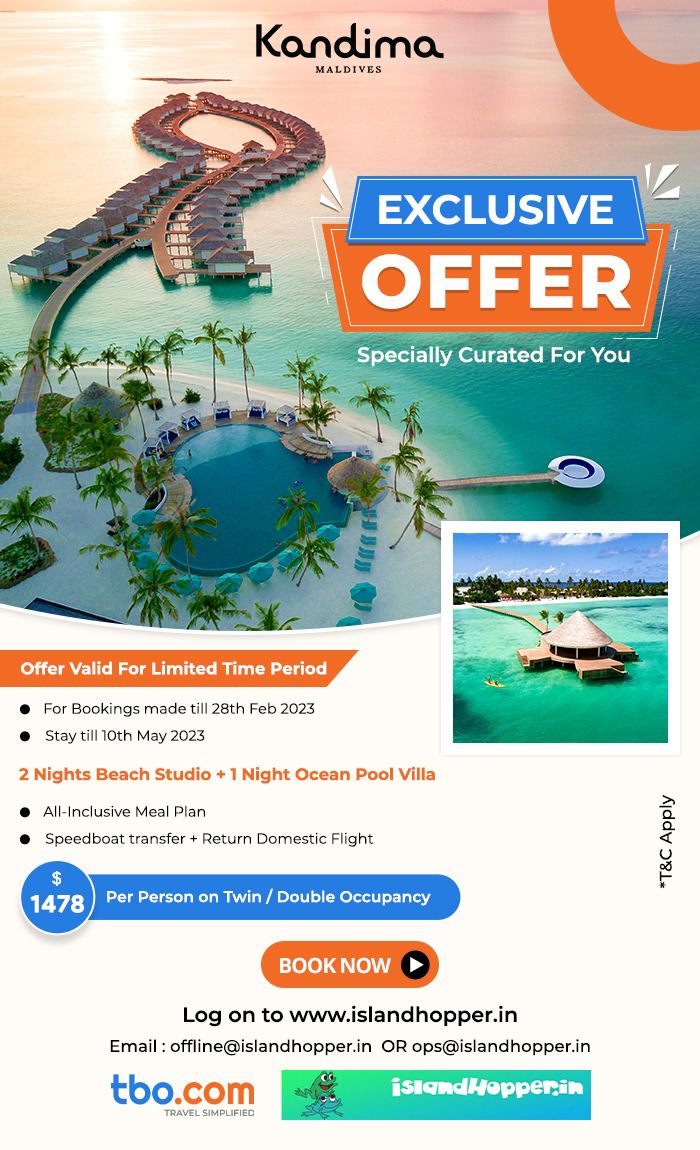 Kandima
MALDIVES
EXCLUSIVE
OFFER
Specially Curated For You
Offer Valid For Limited Time Period
For Bookings made till 28th Feb 2023
Stay till 10th May 2023
2 Nights Beach Studio + 1 Night Ocean Pool Villa
All-Inclusive Meal Plan
Speedboat transfer + Return Domestic Flight
*T&C Apply
$
1478
Per Person on Twin / Double Occupancy
BOOK NOW
Log on to www.islandhopper.in
Email : offline@islandhopper.in OR ops@islandhopper.in
tbo.com
TRAVEL SIMPLIFIED
islandHopper.in